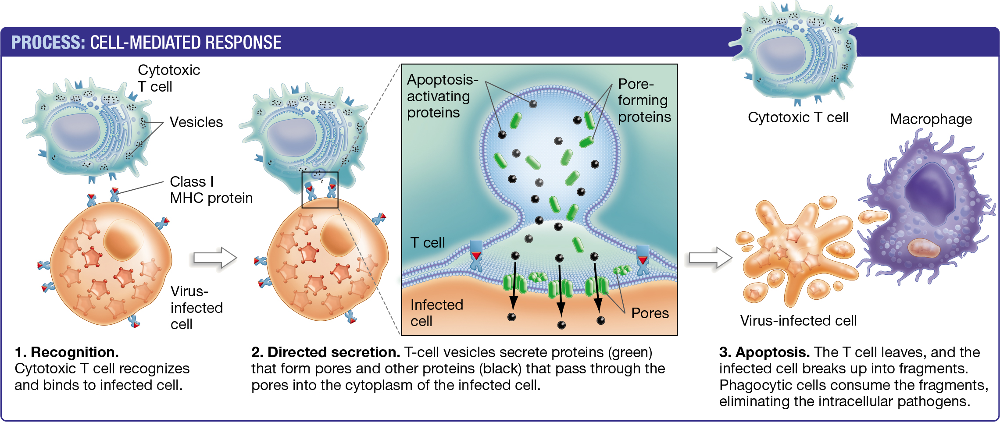 PROCESS: CELL-MEDIATED RESPONSE
Cytotoxic
T cell
Vesicles
Class I
MHC protein
Virus-
infected
cell
1. Recognition.
Cytotoxic T cell recognizes
and binds to infected cell.
Apoptosis-
activating
proteins
Pore-
forming
proteins
T cell
Infected
cell
Pores
2. Directed secretion. T-cell vesicles secrete proteins (green)
that form pores and other proteins (black) that pass through the
pores into the cytoplasm of the infected cell.
Cytotoxic T cell
Macrophage
Virus-infected cell
3. Apoptosis. The T cell leaves, and the
infected cell breaks up into fragments.
Phagocytic cells consume the fragments,
eliminating the intracellular pathogens.